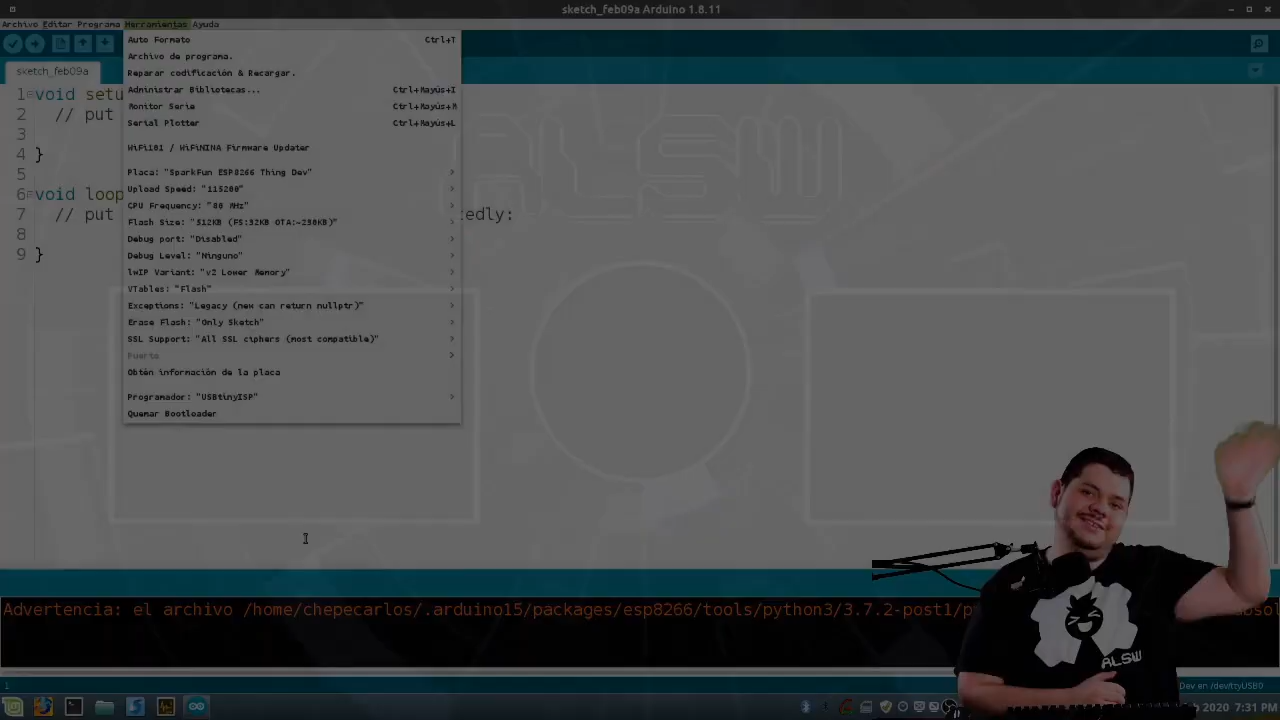 sketch_feb09a Arduino 1.8.11
Archivo Editar Programa Herramientas Ayuda
sketch_feb09a
Auto Formato Ctrl+T
Archivo de programa.
Reparar codificación & Recargar.
Administrar Bibliotecas... Ctrl+Mayús+I
Monitor Serie Ctrl+Mayús+M
Serial Plotter Ctrl+Mayús+L
WiFi101 / WiFiNINA Firmware Updater
Placa: "SparkFun ESP8266 Thing Dev"
Upload Speed: "115200"
CPU Frequency: "80 MHz"
Flash Size: "512KB (FS:32KB OTA:~230KB)"
Debug port: "Disabled"
Debug Level: "Ninguno"
lwIP Variant: "v2 Lower Memory"
VTables: "Flash"
Exceptions: "Legacy (new can return nullptr)"
Erase Flash: "Only Sketch"
SSL Support: "All SSL ciphers (most compatible)"
Puerto
Obtén información de la placa
Programador: "USBtinyISP"
Quemar Bootloader
1 void setu
2 // put
3
4 }
5
6 void loop
7 // put edly:
8
9 }
ALSW
ALSW
Advertencia: el archivo /home/chepecarlos/.arduino15/packages/esp8266/tools/python3/3.7.2-post1/
1
Dev en /dev/ttyUSB0
2020 7:31 PM